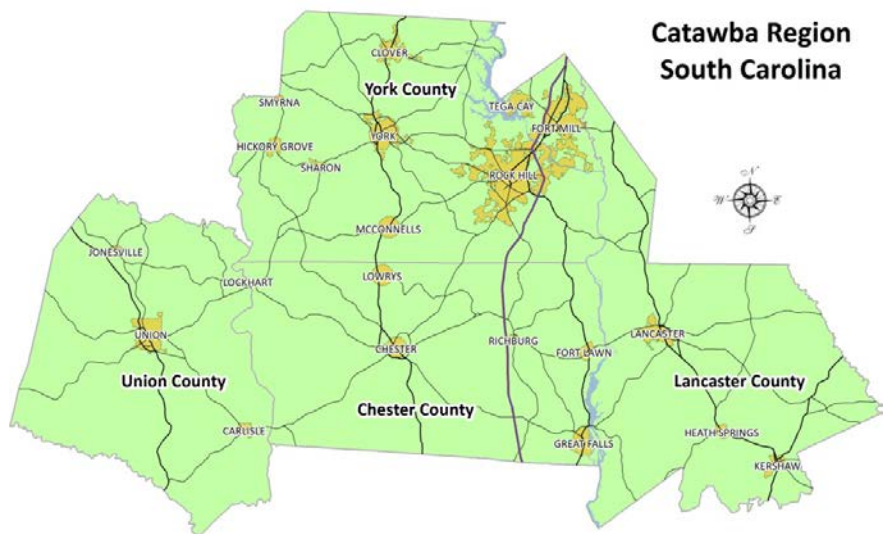 Catawba Region
South Carolina
CLOVER
York County
SMYRNA
TEGA CAY
FORT MILL
YORK
HICKORY GROVE
SHARON
ROCK HILL
N
W E
S
MCCONNELLS
JONESVILLE
LOWRYS
LOCKHART
UNION
CHESTER
RICHBURG
FORT LAWN
LANCASTER
Union County
Chester County
Lancaster County
CARLISLE
GREAT FALLS
HEATH SPRINGS
KERSHAW